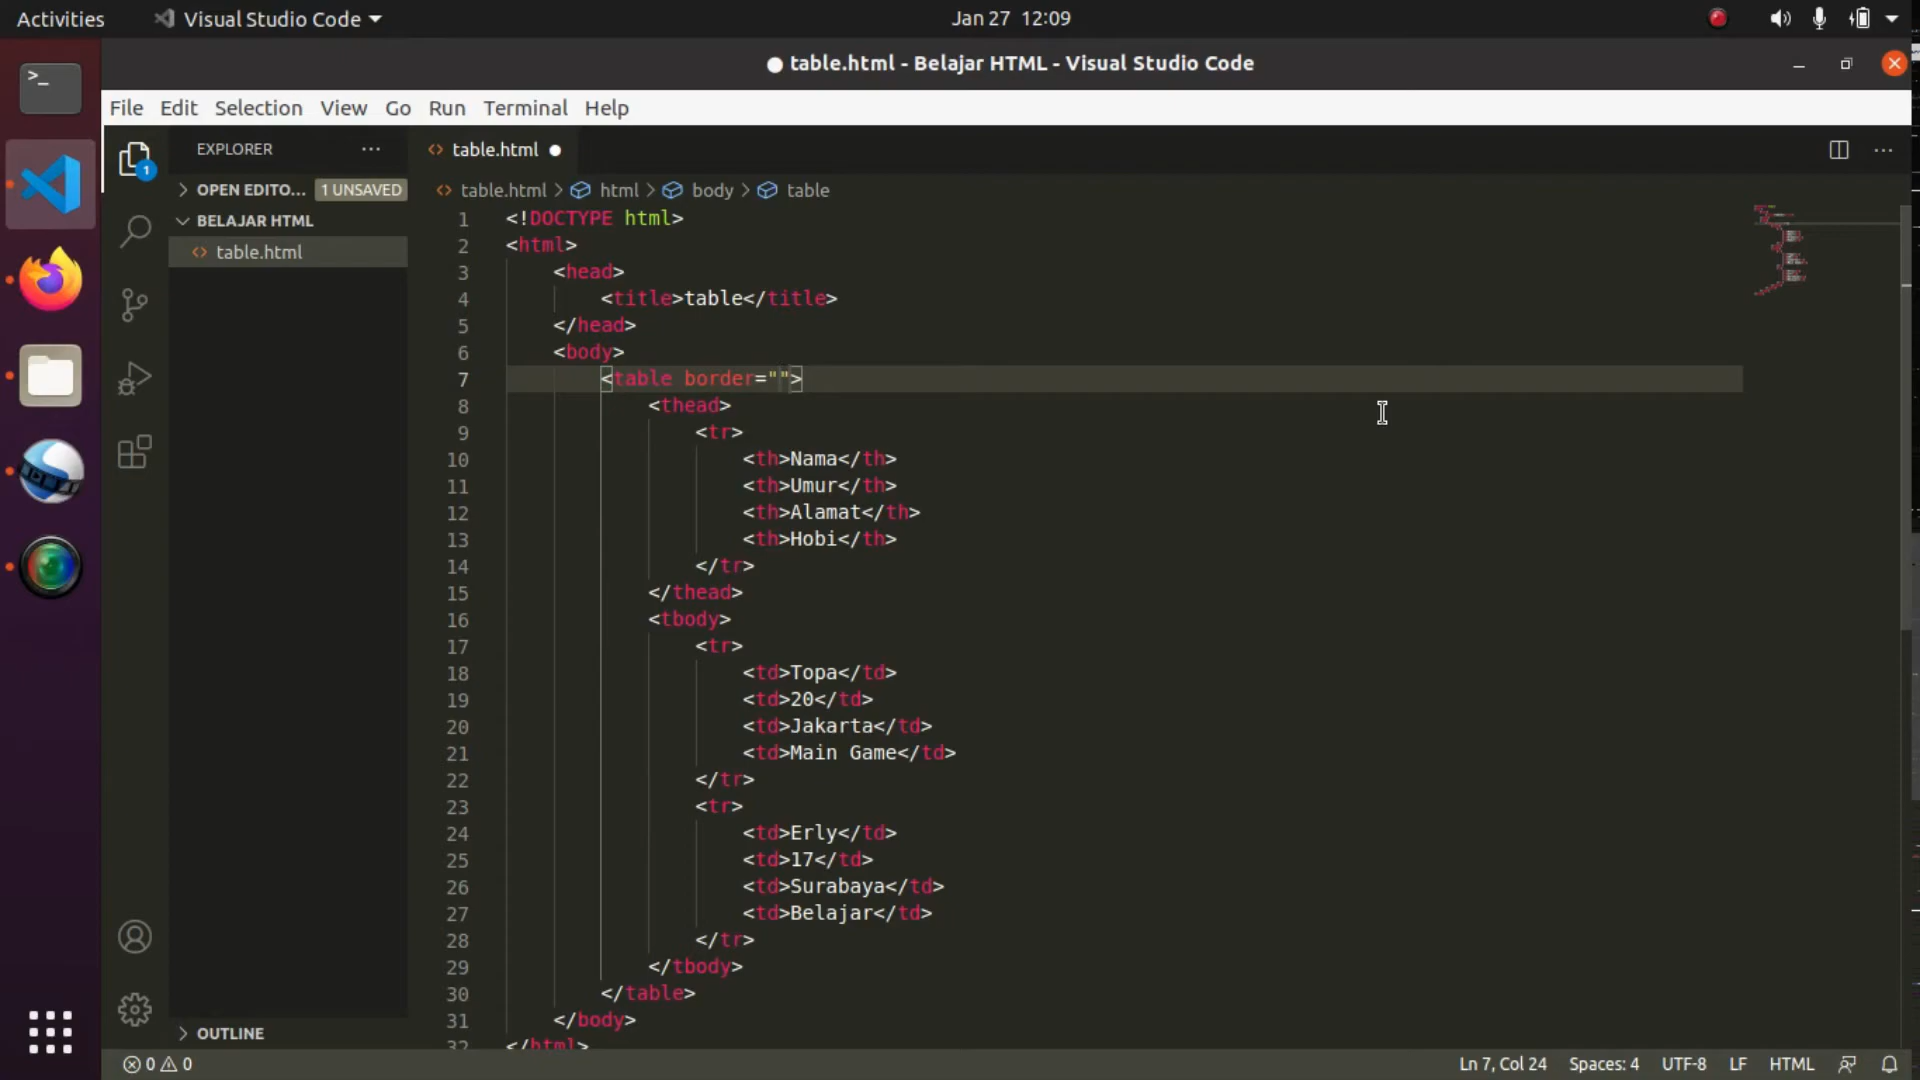 Activities
Visual Studio Code
Jan 27 12:09
● table.html - Belajar HTML - Visual Studio Code
File Edit Selection View Go Run Terminal Help
EXPLORER
···
table.html
1
OPEN EDITO...
1 UNSAVED
BELAJAR HTML
table.html
table.html > html > body > table
1 <!DOCTYPE html>
2 <html>
3 <head>
4 <title>table</title>
5 </head>
6 <body>
7 <table border="">
8 <thead>
9 <tr>
10 <th>Nama</th>
11 <th>Umur</th>
12 <th>Alamat</th>
13 <th>Hobi</th>
14 </tr>
15 </thead>
16 <tbody>
17 <tr>
18 <td>Topa</td>
19 <td>20</td>
20 <td>Jakarta</td>
21 <td>Main Game</td>
22 </tr>
23 <tr>
24 <td>Erly</td>
25 <td>17</td>
26 <td>Surabaya</td>
27 <td>Belajar</td>
28 </tr>
29 </tbody>
30 </table>
31 </body>
32 </html>
OUTLINE
0 0
Ln 7, Col 24 Spaces: 4 UTF-8 LF HTML